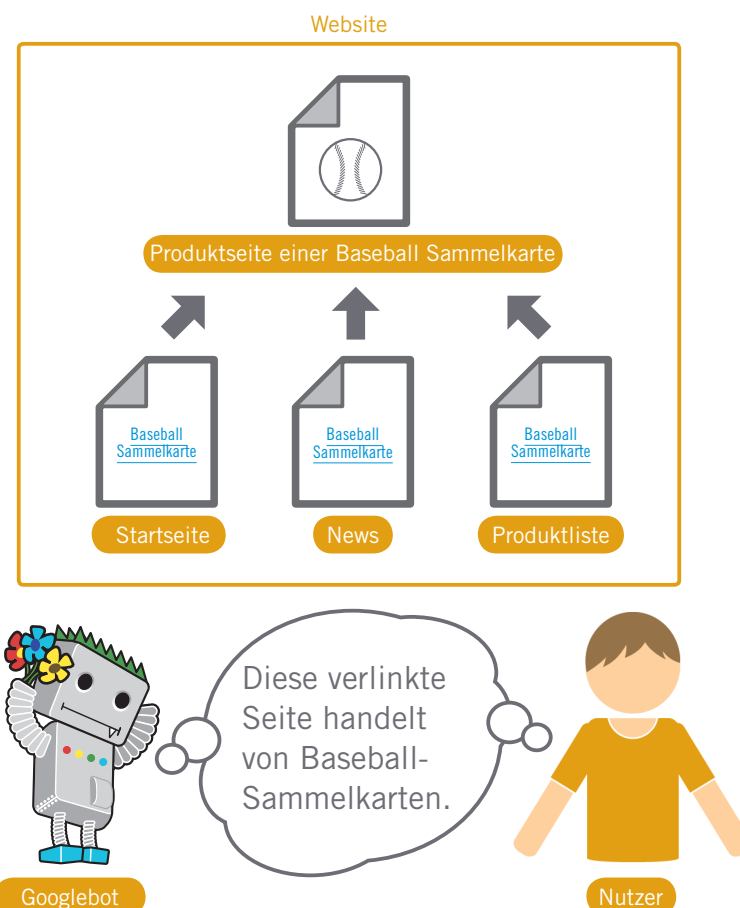 Website
Produktseite einer Baseball Sammelkarte
Baseball
Sammelkarte
Baseball
Sammelkarte
Baseball
Sammelkarte
Startseite
News
Produktliste
Diese verlinkte
Seite handelt
von Baseball-
Sammelkarten.
Googlebot
Nutzer